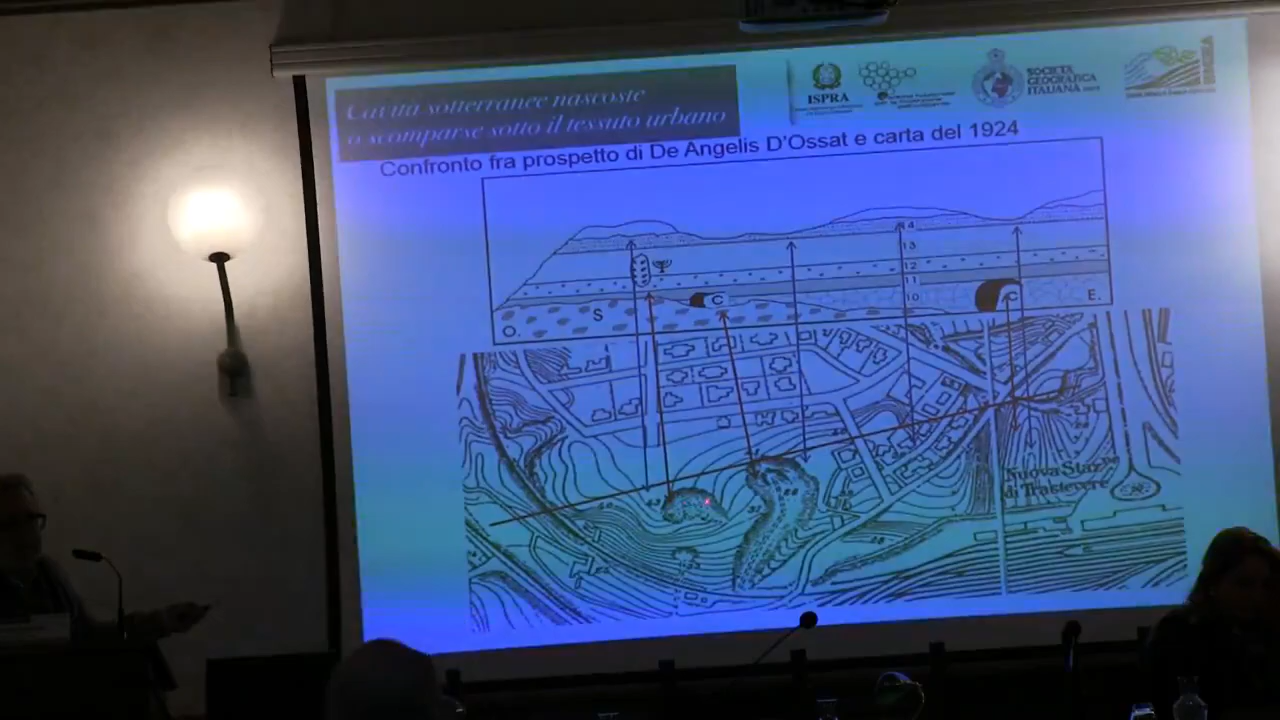 Cavità sotterranee nascoste
o scomparse sotto il tessuto urbano
ISPRA
SOCIETÀ
GEOGRAFICA
ITALIANA
Confronto fra prospetto di De Angelis D'Ossat e carta del 1924
14
13
12
11
10
S
C
C
O.
E.
Nuova Staz.ne
di Trastevere